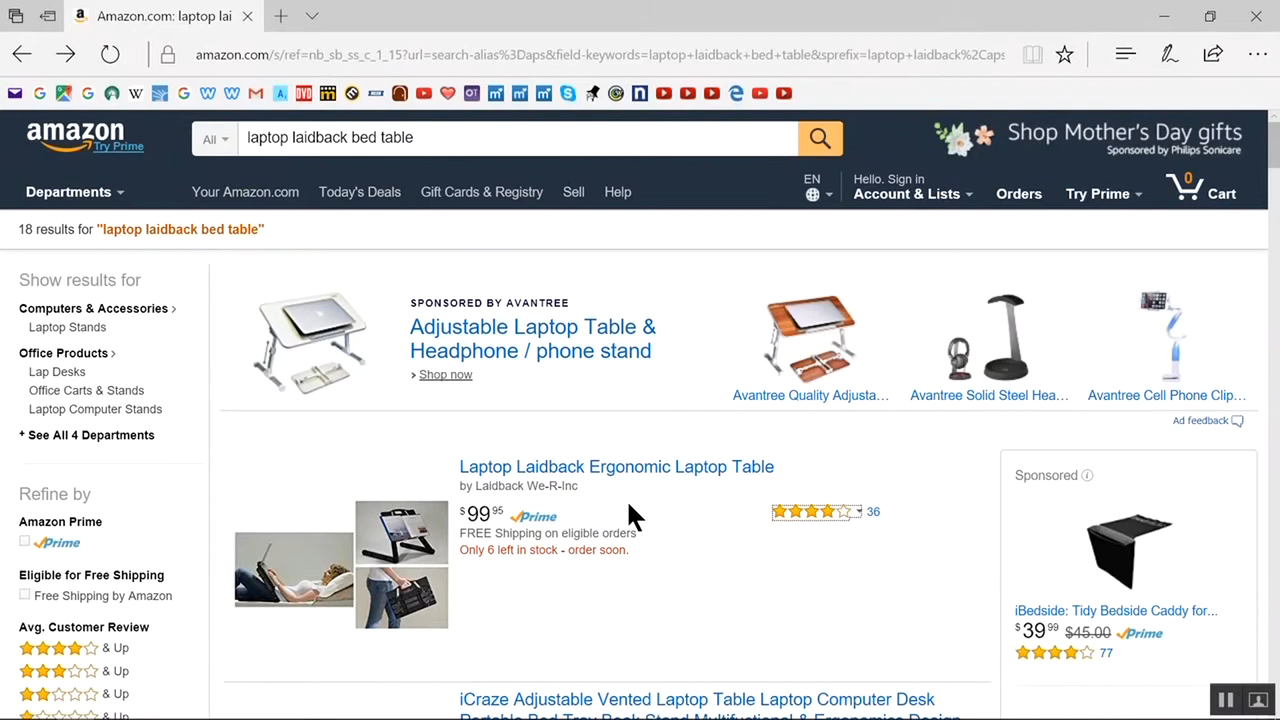 Amazon.com: laptop lai
amazon.com/s/ref=nb_sb_ss_c_1_15?url=search-alias%3Daps&field-keywords=laptop+laidback+bed+table&sprefix=laptop+laidback%2Caps
amazon
Try Prime
All
laptop laidback bed table
Shop Mother's Day gifts
Sponsored by Philips Sonicare
Departments
Your Amazon.com
Today's Deals
Gift Cards & Registry
Sell
Help
EN
Hello. Sign in
Account & Lists
Orders
Try Prime
0
Cart
18 results for "laptop laidback bed table"
Show results for
Computers & Accessories
Laptop Stands
Office Products
Lap Desks
Office Carts & Stands
Laptop Computer Stands
+ See All 4 Departments
Refine by
Amazon Prime
Prime
Eligible for Free Shipping
Free Shipping by Amazon
Avg. Customer Review
& Up
& Up
& Up
& Up
SPONSORED BY AVANTREE
Adjustable Laptop Table &
Headphone / phone stand
› Shop now
Avantree Quality Adjusta...
Avantree Solid Steel Hea...
Avantree Cell Phone Clip...
Ad feedback
Laptop Laidback Ergonomic Laptop Table
by Laidback We-R-Inc
$99 95 Prime
FREE Shipping on eligible orders
Only 6 left in stock - order soon.
36
Sponsored
iBedside: Tidy Bedside Caddy for...
$39 99 $45.00 Prime
77
iCraze Adjustable Vented Laptop Table Laptop Computer Desk
Portable Bed Tray Book Stand Multifuctional & Ergonomics Design